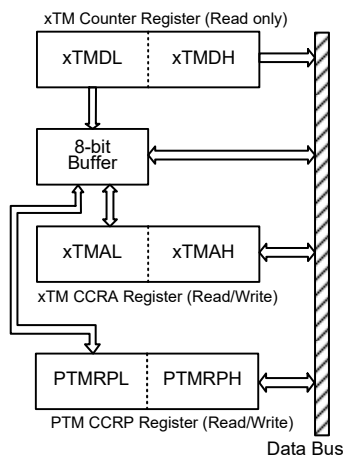 xTM Counter Register (Read only)
xTMDL xTMDH
8-bit
Buffer
xTMAL xTMAH
xTM CCRA Register (Read/Write)
PTMRPL PTMRPH
PTM CCRP Register (Read/Write)
Data Bus